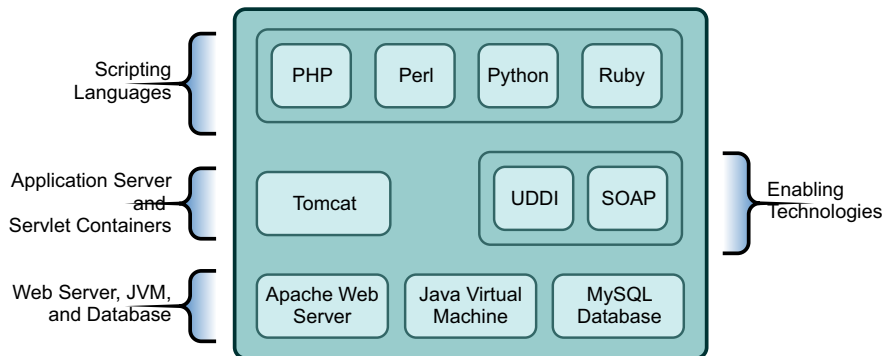 Scripting
Languages
PHP
Perl
Python
Ruby
Application Server
and
Servlet Containers
Tomcat
UDDI
SOAP
Enabling
Technologies
Web Server, JVM,
and Database
Apache Web
Server
Java Virtual
Machine
MySQL
Database